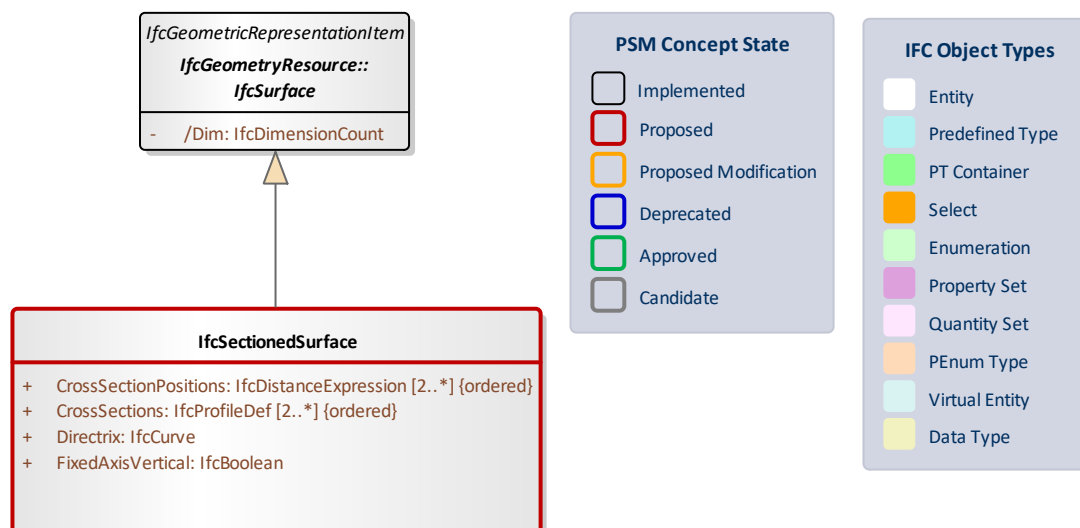 IfcGeometricRepresentationItem
IfcGeometryResource::
IfcSurface
- /Dim: IfcDimensionCount
IfcSectionedSurface
+ CrossSectionPositions: IfcDistanceExpression [2..*] {ordered}
+ CrossSections: IfcProfileDef [2..*] {ordered}
+ Directrix: IfcCurve
+ FixedAxisVertical: IfcBoolean
PSM Concept State
Implemented
Proposed
Proposed Modification
Deprecated
Approved
Candidate
IFC Object Types
Entity
Predefined Type
PT Container
Select
Enumeration
Property Set
Quantity Set
PEnum Type
Virtual Entity
Data Type